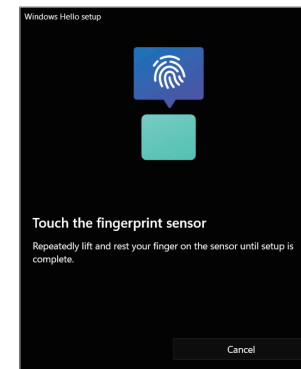 Windows Hello setup
Touch the fingerprint sensor
Repeatedly lift and rest your finger on the sensor until setup is
complete.
Cancel